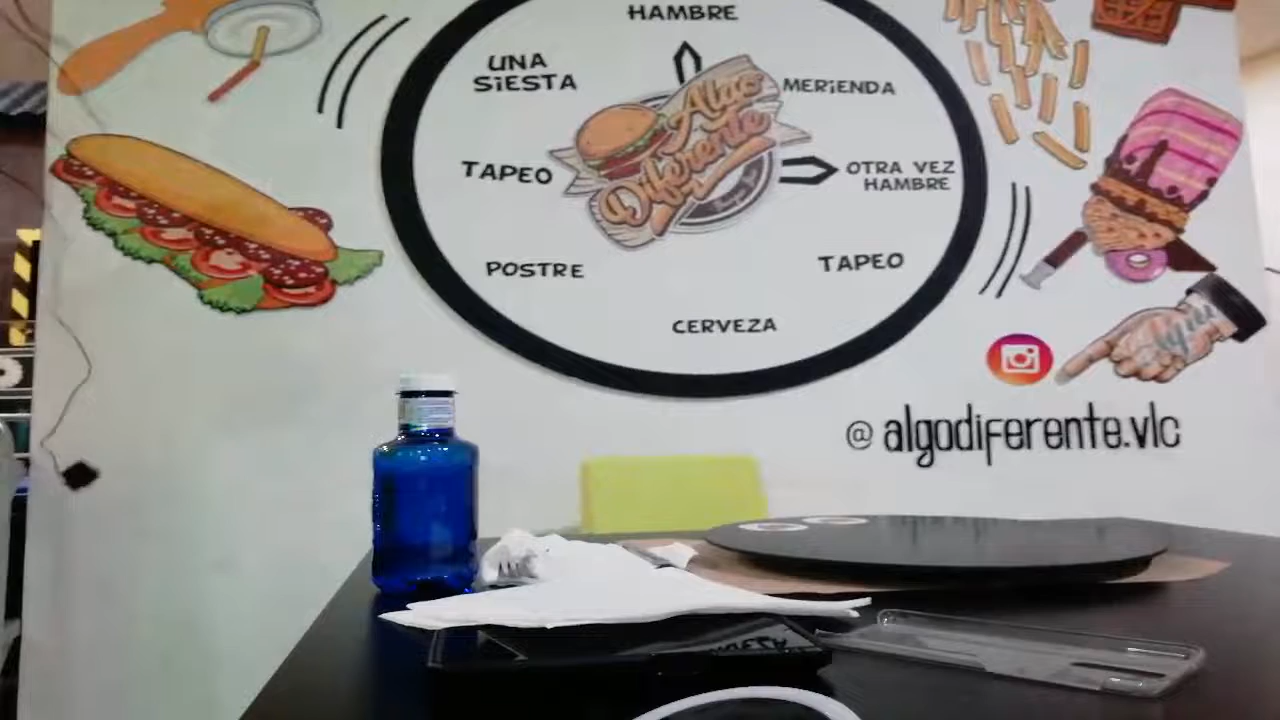 HAMBRE
UNA
SIESTA
MERIENDA
Algo
Diferente
TAPEO
OTRA VEZ
HAMBRE
POSTRE
TAPEO
CERVEZA
@ algodiferente.vlc